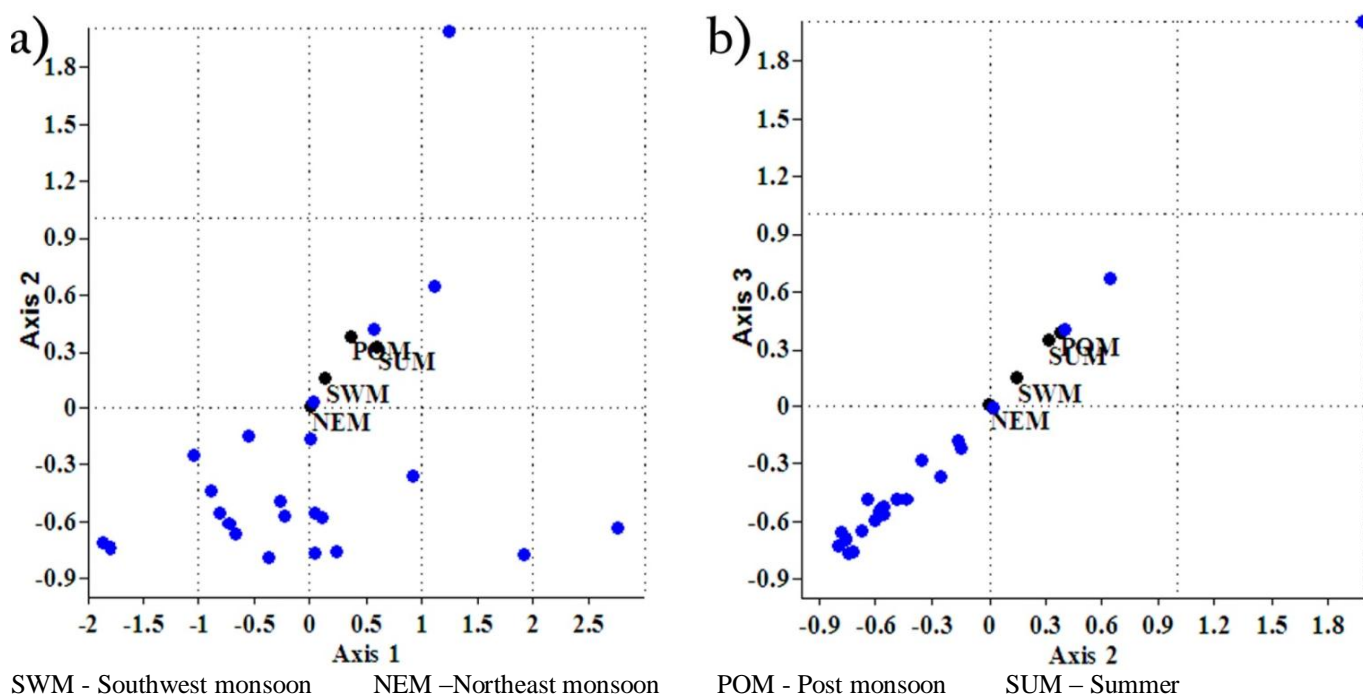 a)
Axis 2
1.8
1.5
1.2
0.9
0.6
0.3
0
-0.3
-0.6
-0.9
POM
SUM
SWM
NEM
-2 -1.5 -1 -0.5 0 0.5 1 1.5 2 2.5
Axis 1
b)
Axis 3
1.8
1.5
1.2
0.9
0.6
0.3
0
-0.3
-0.6
-0.9
POM
SUM
SWM
NEM
-0.9 -0.6 -0.3 0 0.3 0.6 0.9 1.2 1.5 1.8
Axis 2
SWM - Southwest monsoon NEM –Northeast monsoon POM - Post monsoon SUM – Summer